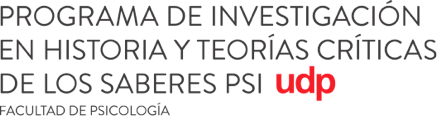 PROGRAMA DE INVESTIGACIÓN
EN HISTORIA Y TEORÍAS CRÍTICAS
DE LOS SABERES PSI udp
FACULTAD DE PSICOLOGÍA